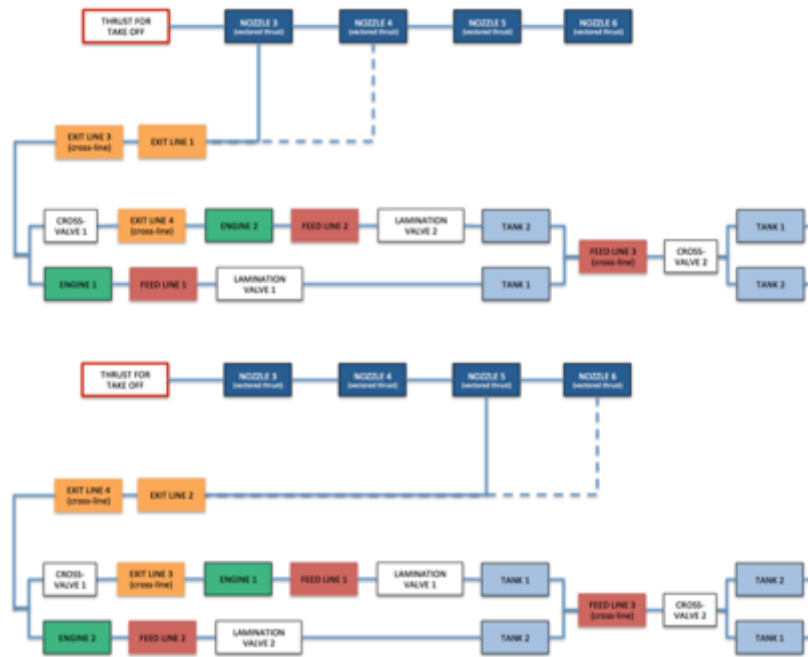 THRUST FOR
TAKE OFF
NOZZLE 3
(vectored thrust)
NOZZLE 4
(vectored thrust)
NOZZLE 5
(vectored thrust)
NOZZLE 6
(vectored thrust)
EXIT LINE 3
(cross-line)
EXIT LINE 1
CROSS-
VALVE 1
EXIT LINE 4
(cross-line)
ENGINE 2
FEED LINE 2
LAMINATION
VALVE 2
TANK 2
FEED LINE 3
(cross-line)
CROSS-
VALVE 2
TANK 1
ENGINE 1
FEED LINE 1
LAMINATION
VALVE 1
TANK 1
TANK 2
THRUST FOR
TAKE OFF
NOZZLE 3
(vectored thrust)
NOZZLE 4
(vectored thrust)
NOZZLE 5
(vectored thrust)
NOZZLE 6
(vectored thrust)
EXIT LINE 4
(cross-line)
EXIT LINE 2
CROSS-
VALVE 1
EXIT LINE 3
(cross-line)
ENGINE 1
FEED LINE 1
LAMINATION
VALVE 1
TANK 1
FEED LINE 3
(cross-line)
CROSS-
VALVE 2
TANK 2
ENGINE 2
FEED LINE 2
LAMINATION
VALVE 2
TANK 2
TANK 1